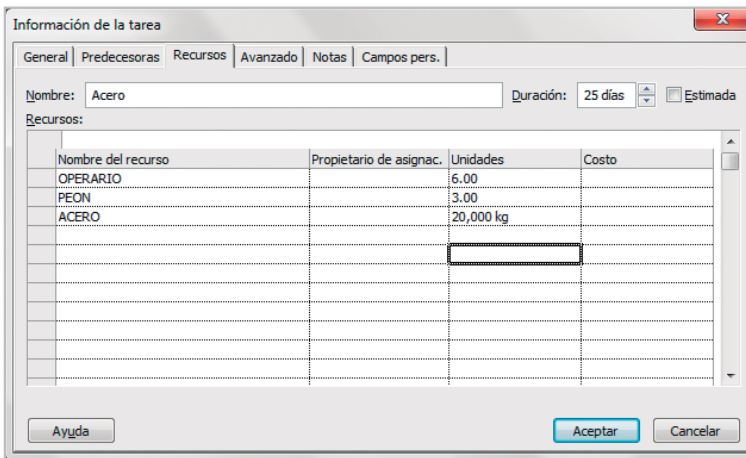 Información de la tarea
General Predecesoras Recursos Avanzado Notas Campos pers.
Nombre: Acero Duración: 25 días Estimada
Recursos:
Nombre del recurso Propietario de asignac. Unidades Costo
OPERARIO 6.00
PEON 3.00
ACERO 20,000 kg
Ayuda Aceptar Cancelar